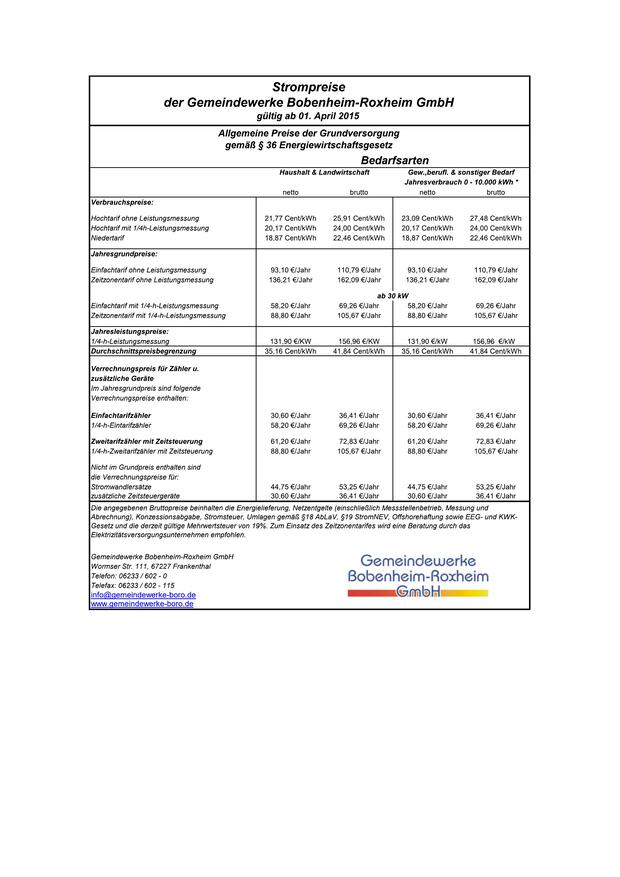 Strompreise
der Gemeindewerke Bobenheim-Roxheim GmbH
gültig ab 01. April 2015
Allgemeine Preise der Grundversorgung
gemäß § 36 Energiewirtschaftsgesetz
Bedarfsarten
Haushalt & Landwirtschaft Gew.,berufl. & sonstiger Bedarf
Jahresverbrauch 0 - 10.000 kWh *
netto brutto netto brutto
Verbrauchspreise:
Hochtarif ohne Leistungsmessung 21,77 Cent/kWh 25,91 Cent/kWh 23,09 Cent/kWh 27,48 Cent/kWh
Hochtarif mit 1/4h-Leistungsmessung 20,17 Cent/kWh 24,00 Cent/kWh 20,17 Cent/kWh 24,00 Cent/kWh
Niedertarif 18,87 Cent/kWh 22,46 Cent/kWh 18,87 Cent/kWh 22,46 Cent/kWh
Jahresgrundpreise:
Einfachtarif ohne Leistungsmessung 93,10 €/Jahr 110,79 €/Jahr 93,10 €/Jahr 110,79 €/Jahr
Zeitzonentarif ohne Leistungsmessung 136,21 €/Jahr 162,09 €/Jahr 136,21 €/Jahr 162,09 €/Jahr
ab 30 kW
Einfachtarif mit 1/4-h-Leistungsmessung 58,20 €/Jahr 69,26 €/Jahr 58,20 €/Jahr 69,26 €/Jahr
Zeitzonentarif mit 1/4-h-Leistungsmessung 88,80 €/Jahr 105,67 €/Jahr 88,80 €/Jahr 105,67 €/Jahr
Jahresleistungspreise:
1/4-h-Leistungsmessung 131,90 €/KW 156,96 €/KW 131,90 €/kW 156,96 €/kW
Durchschnittspreisbegrenzung 35,16 Cent/kWh 41,84 Cent/kWh 35,16 Cent/kWh 41,84 Cent/kWh
Verrechnungspreis für Zähler u.
zusätzliche Geräte
Im Jahresgrundpreis sind folgende
Verrechnungspreise enthalten:
Einfachtarifzähler 30,60 €/Jahr 36,41 €/Jahr 30,60 €/Jahr 36,41 €/Jahr
1/4-h-Eintarifzähler 58,20 €/Jahr 69,26 €/Jahr 58,20 €/Jahr 69,26 €/Jahr
Zweitarifzähler mit Zeitsteuerung 61,20 €/Jahr 72,83 €/Jahr 61,20 €/Jahr 72,83 €/Jahr
1/4-h-Zweitarifzähler mit Zeitsteuerung 88,80 €/Jahr 105,67 €/Jahr 88,80 €/Jahr 105,67 €/Jahr
Nicht im Grundpreis enthalten sind
die Verrechnungspreise für:
Stromwandlersätze 44,75 €/Jahr 53,25 €/Jahr 44,75 €/Jahr 53,25 €/Jahr
zusätzliche Zeitsteuergeräte 30,60 €/Jahr 36,41 €/Jahr 30,60 €/Jahr 36,41 €/Jahr
Die angegebenen Bruttopreise beinhalten die Energielieferung, Netzentgelte (einschließlich Messstellenbetrieb, Messung und
Abrechnung), Konzessionsabgabe, Stromsteuer, Umlagen gemäß §18 AbLaV, §19 StromNEV, Offshorehaftung sowie EEG- und KWK-
Gesetz und die derzeit gültige Mehrwertsteuer von 19%. Zum Einsatz des Zeitzonentarifes wird eine Beratung durch das
Elektrizitätsversorgungsunternehmen empfohlen.
Gemeindewerke Bobenheim-Roxheim GmbH
Wormser Str. 111, 67227 Frankenthal
Telefon: 06233 / 602 - 0
Telefax: 06233 / 602 - 115
info@gemeindewerke-boro.de
www.gemeindewerke-boro.de
Gemeindewerke
Bobenheim-Roxheim
GmbH